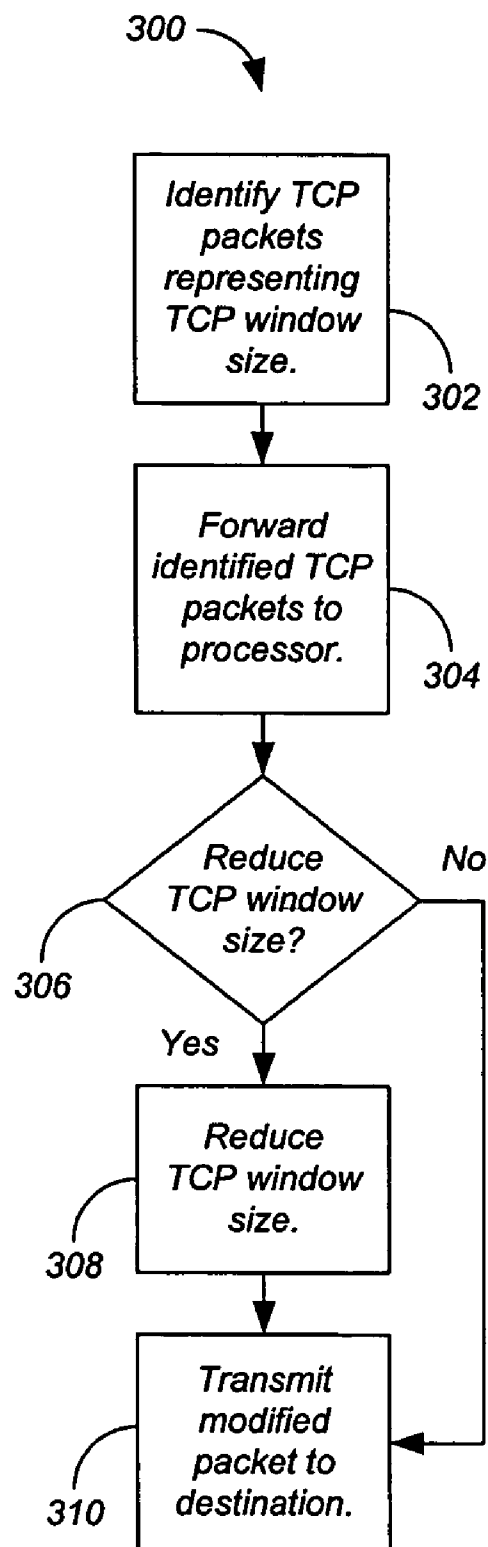 300
Identify TCP
packets
representing
TCP window
size.
302
Forward
identified TCP
packets to
processor.
304
Reduce
TCP window
size?
No
306
Yes
Reduce
TCP window
size.
308
Transmit
modified
packet to
destination.
310